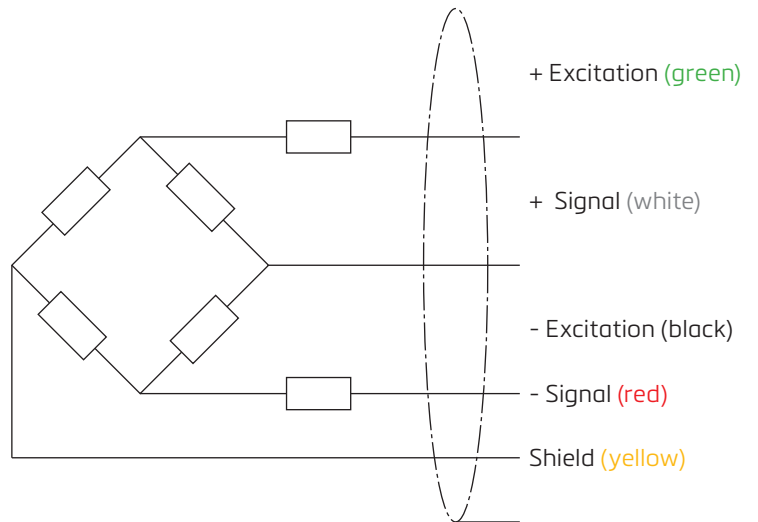 + Excitation (green)
+ Signal (white)
- Excitation (black)
- Signal (red)
Shield (yellow)